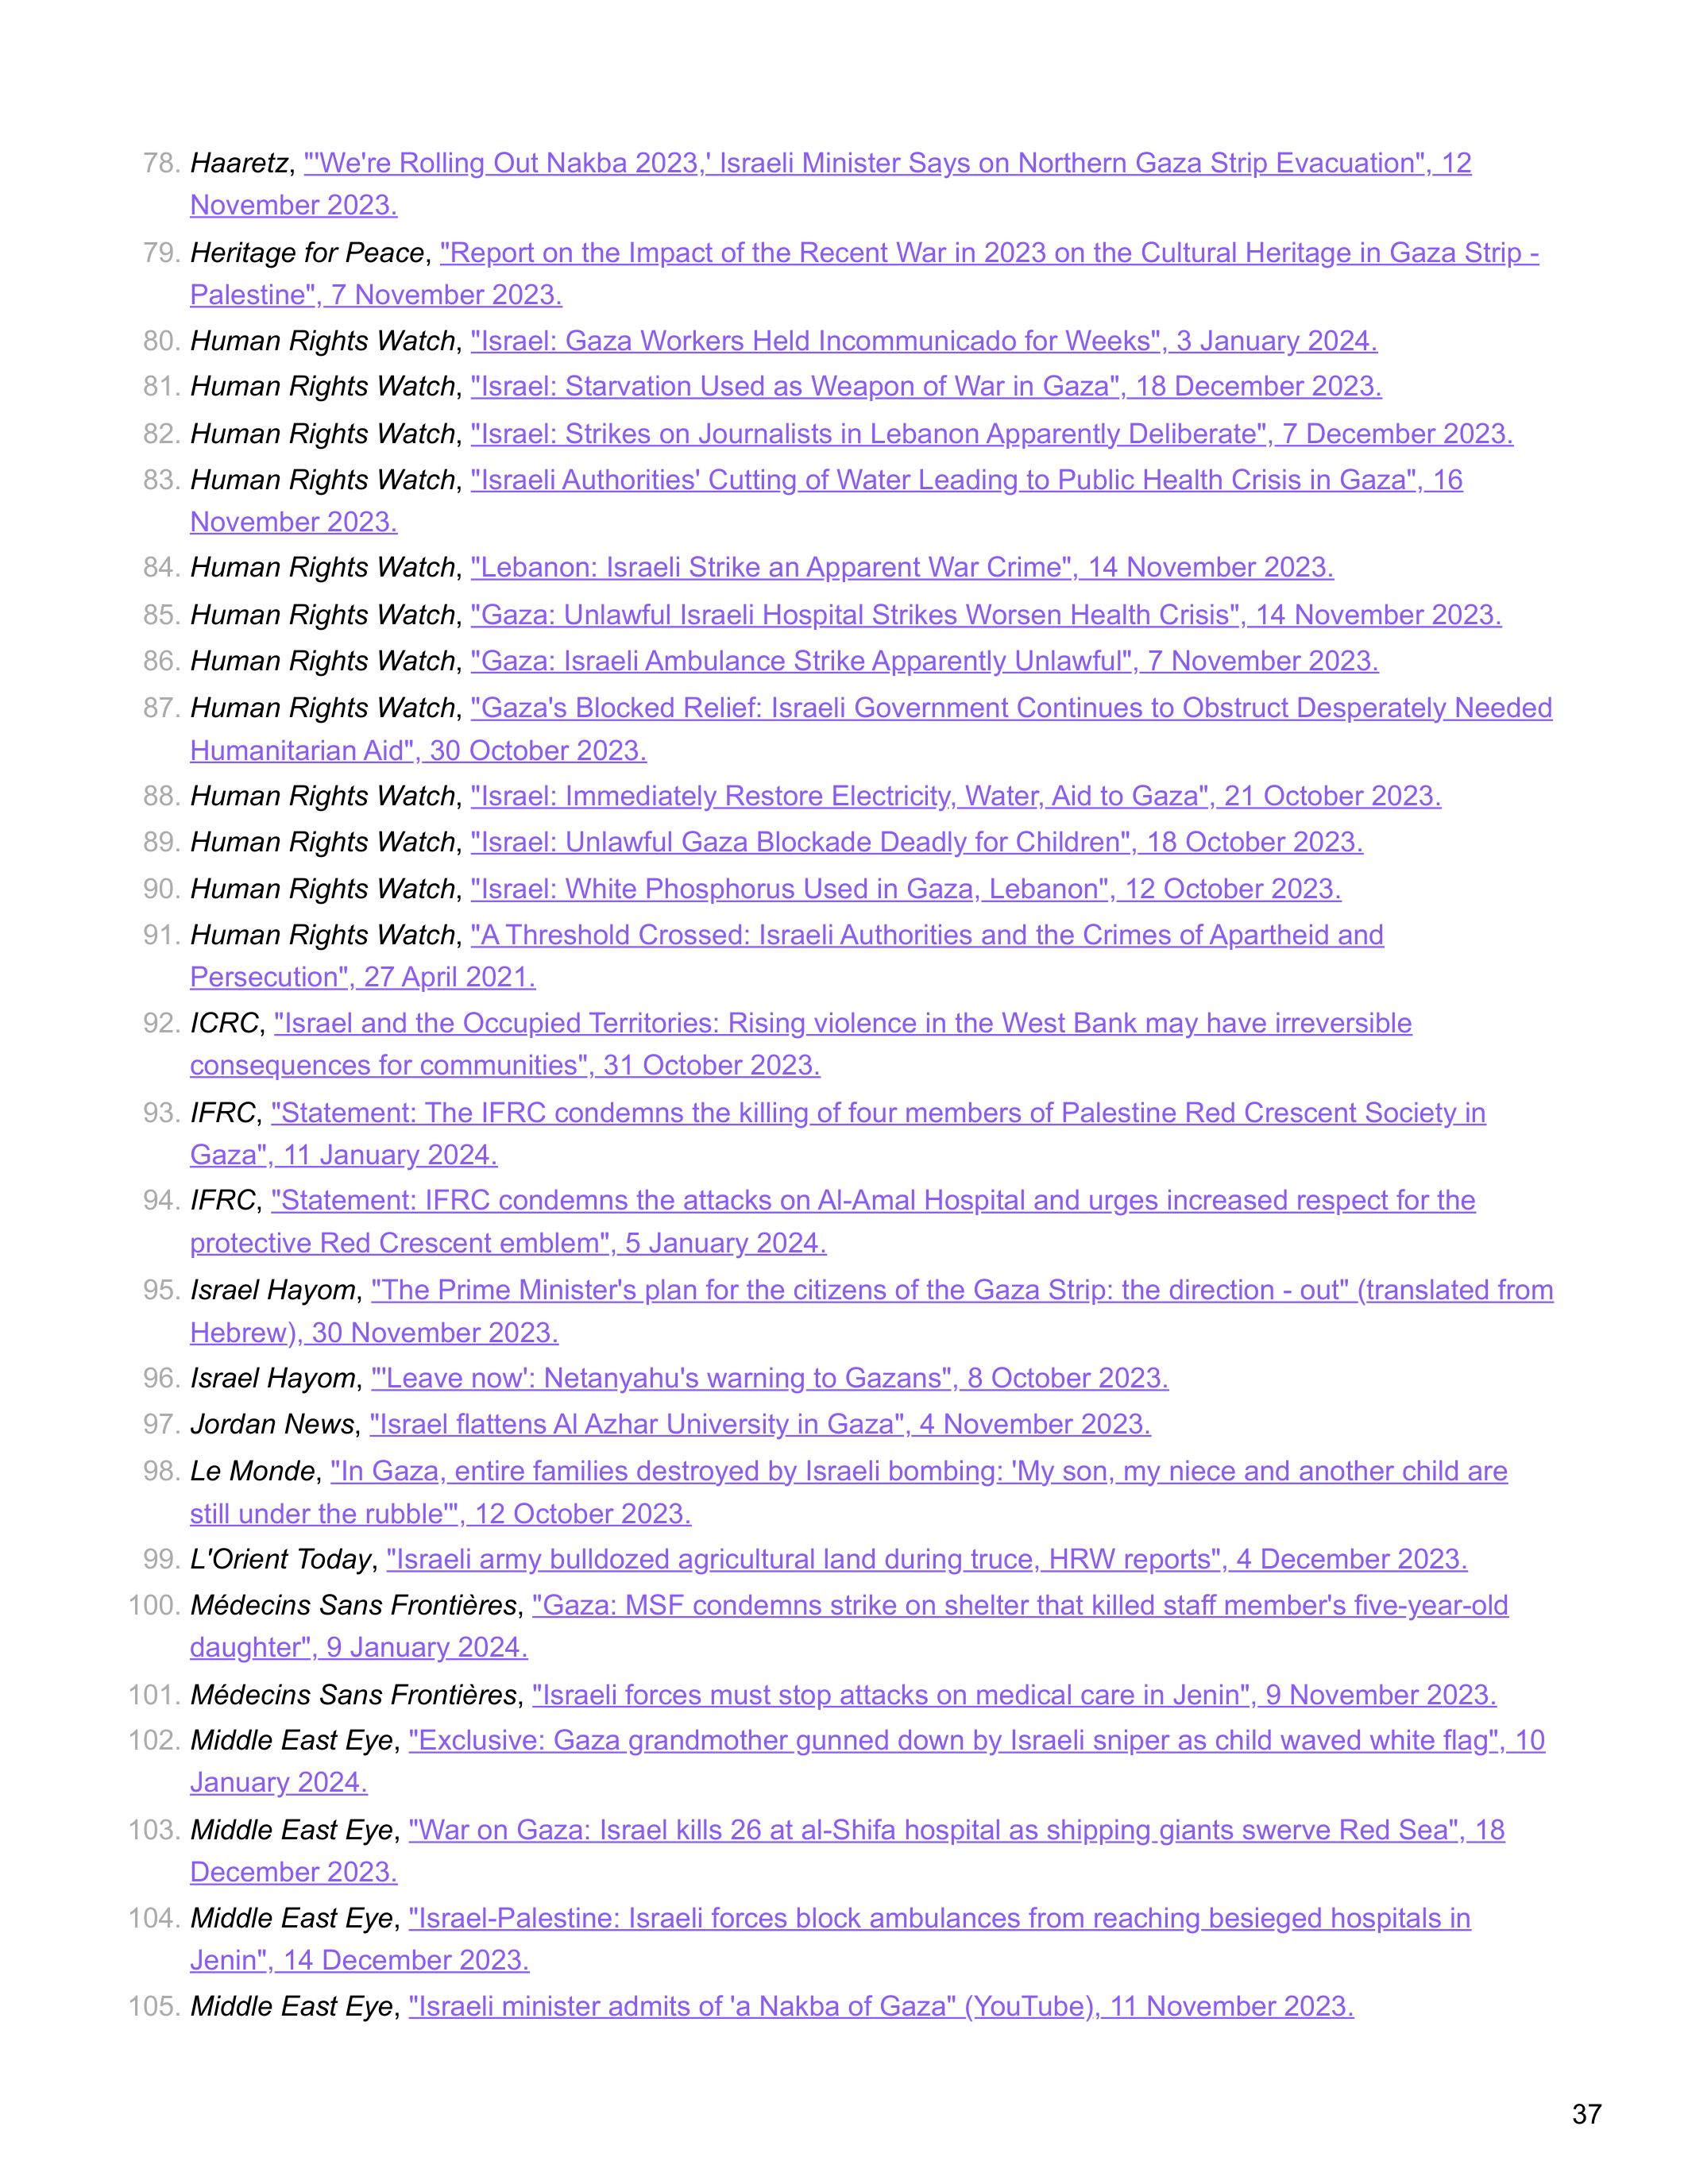 78. Haaretz, "'We're Rolling Out Nakba 2023,' Israeli Minister Says on Northern Gaza Strip Evacuation", 12
November 2023.
79. Heritage for Peace, "Report on the Impact of the Recent War in 2023 on the Cultural Heritage in Gaza Strip -
Palestine", 7 November 2023.
80. Human Rights Watch, "Israel: Gaza Workers Held Incommunicado for Weeks", 3 January 2024.
81. Human Rights Watch, "Israel: Starvation Used as Weapon of War in Gaza", 18 December 2023.
82. Human Rights Watch, "Israel: Strikes on Journalists in Lebanon Apparently Deliberate", 7 December 2023.
83. Human Rights Watch, "Israeli Authorities' Cutting of Water Leading to Public Health Crisis in Gaza", 16
November 2023.
84. Human Rights Watch, "Lebanon: Israeli Strike an Apparent War Crime", 14 November 2023.
85. Human Rights Watch, "Gaza: Unlawful Israeli Hospital Strikes Worsen Health Crisis", 14 November 2023.
86. Human Rights Watch, "Gaza: Israeli Ambulance Strike Apparently Unlawful", 7 November 2023.
87. Human Rights Watch, "Gaza's Blocked Relief: Israeli Government Continues to Obstruct Desperately Needed
Humanitarian Aid", 30 October 2023.
88. Human Rights Watch, "Israel: Immediately Restore Electricity, Water, Aid to Gaza", 21 October 2023.
89. Human Rights Watch, "Israel: Unlawful Gaza Blockade Deadly for Children", 18 October 2023.
90. Human Rights Watch, "Israel: White Phosphorus Used in Gaza, Lebanon", 12 October 2023.
91. Human Rights Watch, "A Threshold Crossed: Israeli Authorities and the Crimes of Apartheid and
Persecution", 27 April 2021.
92. ICRC, "Israel and the Occupied Territories: Rising violence in the West Bank may have irreversible
consequences for communities", 31 October 2023.
93. IFRC, "Statement: The IFRC condemns the killing of four members of Palestine Red Crescent Society in
Gaza", 11 January 2024.
94. IFRC, "Statement: IFRC condemns the attacks on Al-Amal Hospital and urges increased respect for the
protective Red Crescent emblem", 5 January 2024.
95. Israel Hayom, "The Prime Minister's plan for the citizens of the Gaza Strip: the direction - out" (translated from
Hebrew), 30 November 2023.
96. Israel Hayom, "'Leave now': Netanyahu's warning to Gazans", 8 October 2023.
97. Jordan News, "Israel flattens Al Azhar University in Gaza", 4 November 2023.
98. Le Monde, "In Gaza, entire families destroyed by Israeli bombing: 'My son, my niece and another child are
still under the rubble'", 12 October 2023.
99. L'Orient Today, "Israeli army bulldozed agricultural land during truce, HRW reports", 4 December 2023.
100. Médecins Sans Frontières, "Gaza: MSF condemns strike on shelter that killed staff member's five-year-old
daughter", 9 January 2024.
101. Médecins Sans Frontières, "Israeli forces must stop attacks on medical care in Jenin", 9 November 2023.
102. Middle East Eye, "Exclusive: Gaza grandmother gunned down by Israeli sniper as child waved white flag", 10
January 2024.
103. Middle East Eye, "War on Gaza: Israel kills 26 at al-Shifa hospital as shipping giants swerve Red Sea", 18
December 2023.
104. Middle East Eye, "Israel-Palestine: Israeli forces block ambulances from reaching besieged hospitals in
Jenin", 14 December 2023.
105. Middle East Eye, "Israeli minister admits of 'a Nakba of Gaza" (YouTube), 11 November 2023.
37